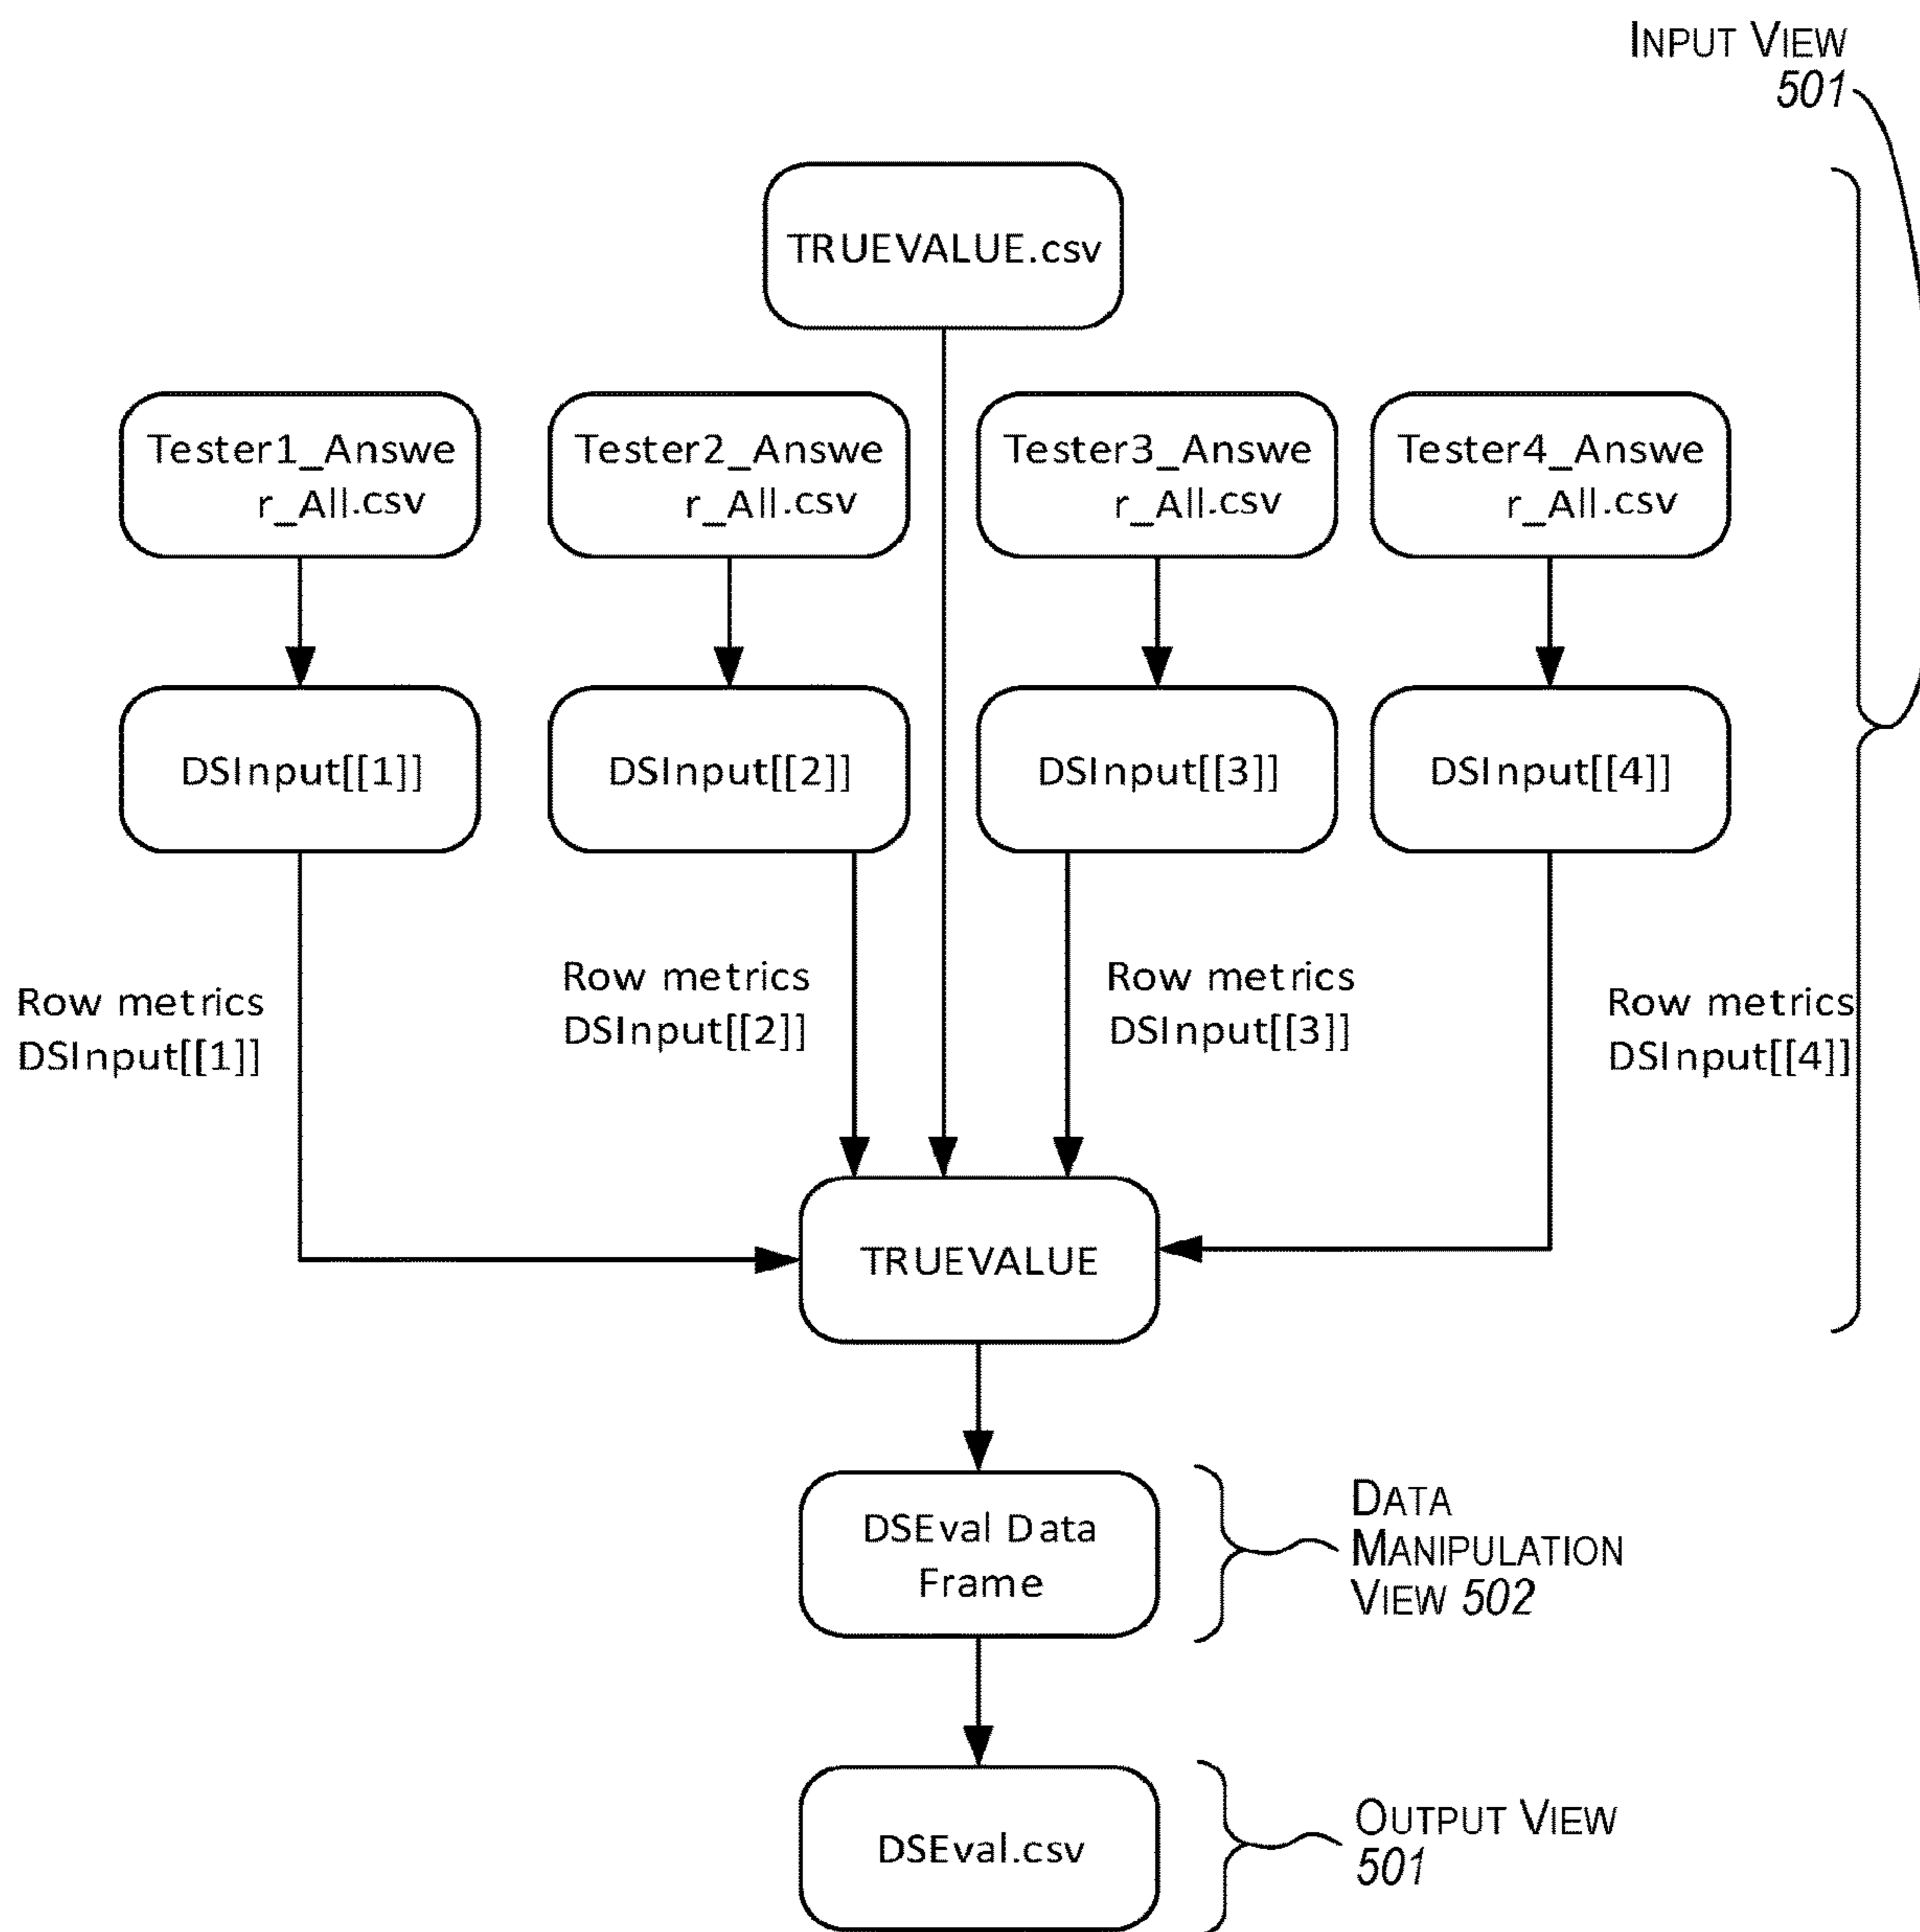 INPUT VIEW
501
TRUEVALUE.csv
Tester1_Answe
r_All.csv
Tester2_Answe
r_All.csv
Tester3_Answe
r_All.csv
Tester4_Answe
r_All.csv
DSInput[[1]]
DSInput[[2]]
DSInput[[3]]
DSInput[[4]]
Row metrics
DSInput[[1]]
Row metrics
DSInput[[2]]
Row metrics
DSInput[[3]]
Row metrics
DSInput[[4]]
TRUEVALUE
DSEval Data
Frame
DATA
MANIPULATION
VIEW 502
DSEval.csv
OUTPUT VIEW
501